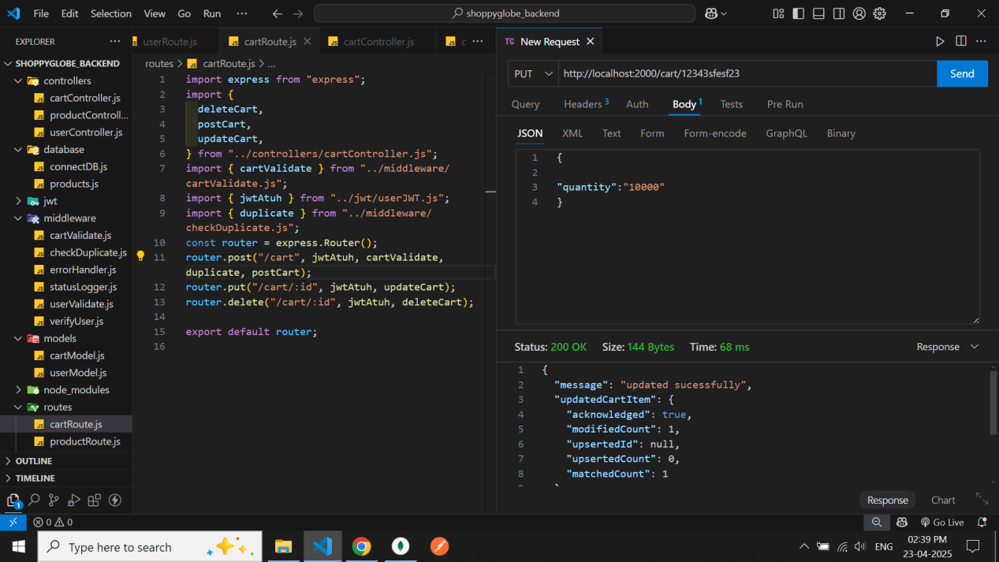 File Edit Selection View Go Run ··· shoppyglobe_backend
EXPLORER ···
SHOPPYGLOBE_BACKEND
controllers
cartController.js
productControll...
userController.js
database
connectDB.js
products.js
jwt
middleware
cartValidate.js
checkDuplicate.js
errorHandler.js
statusLogger.js
userValidate.js
verifyUser.js
models
cartModel.js
userModel.js
node_modules
routes
cartRoute.js
productRoute.js
OUTLINE
TIMELINE
userRoute.js cartRoute.js cartController.js c ···
routes > cartRoute.js > ...
1 import express from "express";
2 import {
3 deleteCart,
4 postCart,
5 updateCart,
6 } from "../controllers/cartController.js";
7 import { cartValidate } from "../middleware/
cartValidate.js";
8 import { jwtAtuh } from "../jwt/userJWT.js";
9 import { duplicate } from "../middleware/
checkDuplicate.js";
10 const router = express.Router();
11 router.post("/cart", jwtAtuh, cartValidate,
duplicate, postCart);
12 router.put("/cart/:id", jwtAtuh, updateCart);
13 router.delete("/cart/:id", jwtAtuh, deleteCart);
14
15 export default router;
16
TC New Request
PUT http://localhost:2000/cart/12343sfesf23 Send
Query Headers 3 Auth Body 1 Tests Pre Run
JSON XML Text Form Form-encode GraphQL Binary
1 {
2
3 "quantity":"10000"
4 }
Status: 200 OK Size: 144 Bytes Time: 68 ms Response
1 {
2 "message": "updated sucessfully",
3 "updatedCartItem": {
4 "acknowledged": true,
5 "modifiedCount": 1,
6 "upsertedId": null,
7 "upsertedCount": 0,
8 "matchedCount": 1
Response Chart
1
0 0 Go Live
Type here to search
ENG 02:39 PM
23-04-2025